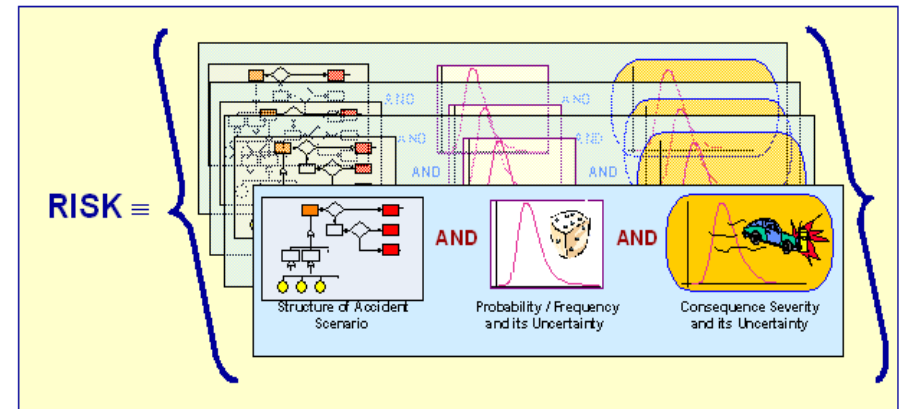 AND AND
AND AND
AND AND
RISK ≡
AND AND
Structure of Accident
Scenario
Probability / Frequency
and its Uncertainty
Consequence Severity
and its Uncertainty